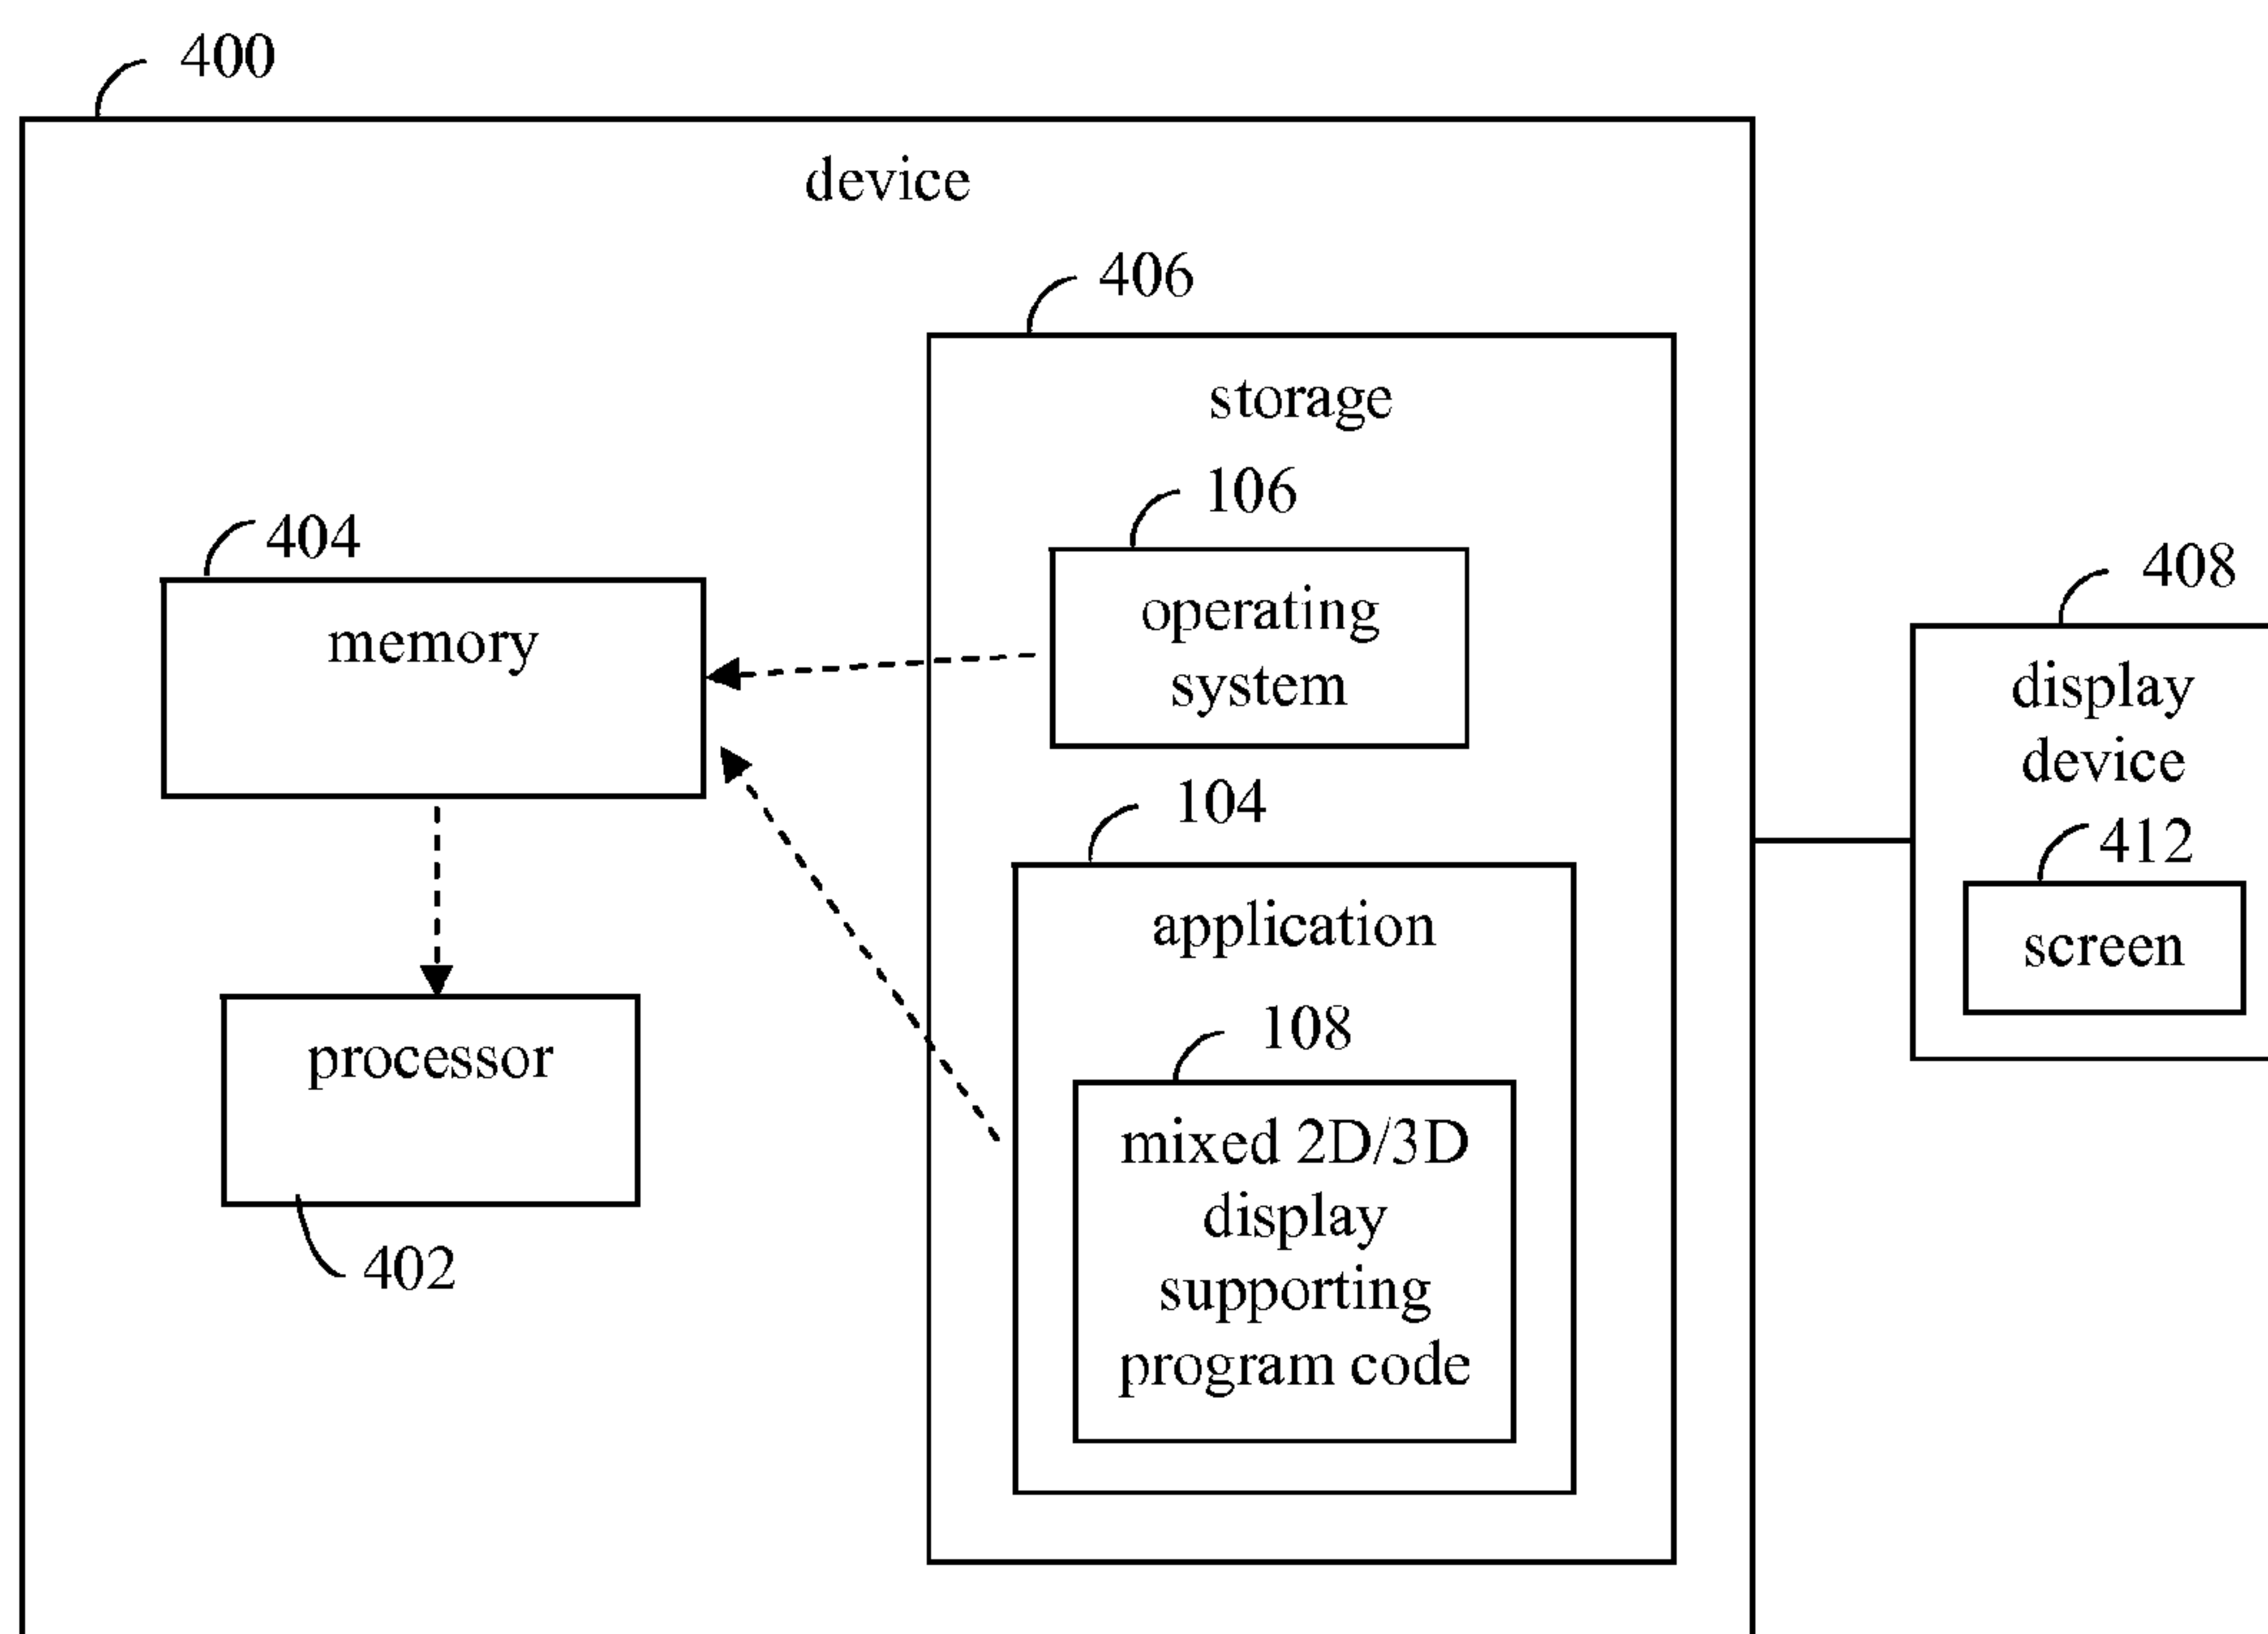 400
device
406
storage
106
operating
system
404
memory
408
display
device
412
screen
104
application
108
mixed 2D/3D
display
supporting
program code
processor
402